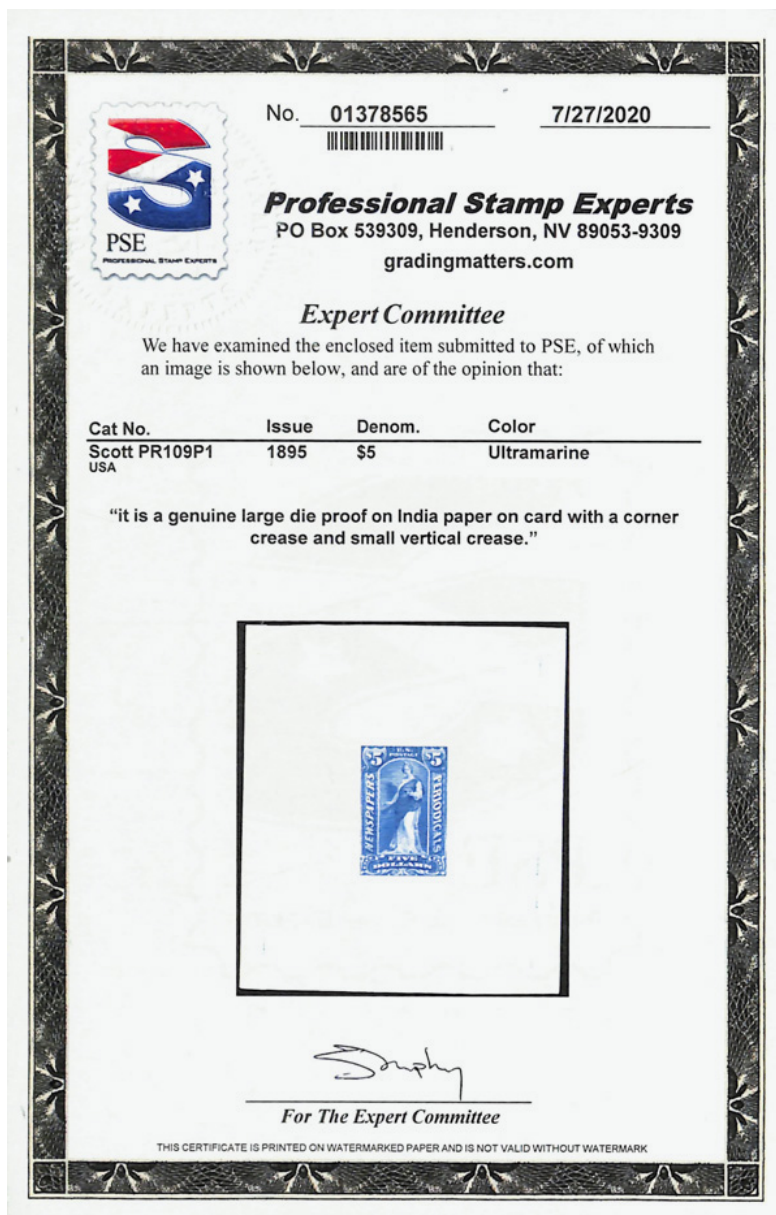 No. 01378565 7/27/2020
PSE
PROFESSIONAL STAMP EXPERTS
Professional Stamp Experts
PO Box 539309, Henderson, NV 89053-9309
gradingmatters.com
Expert Committee
We have examined the enclosed item submitted to PSE, of which
an image is shown below, and are of the opinion that:
Cat No. Issue Denom. Color
Scott PR109P1 1895 $5 Ultramarine
USA
“it is a genuine large die proof on India paper on card with a corner
crease and small vertical crease.”
U.S.
POSTAGE
$5 $5
NEWSPAPERS
PERIODICALS
FIVE
DOLLARS
For The Expert Committee
THIS CERTIFICATE IS PRINTED ON WATERMARKED PAPER AND IS NOT VALID WITHOUT WATERMARK